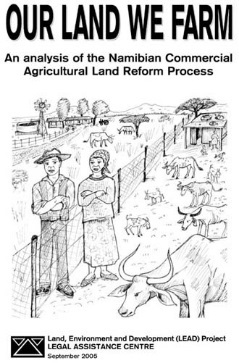 OUR LAND WE FARM
An analysis of the Namibian Commercial
Agricultural Land Reform Process
Land, Environment and Development (LEAD) Project
LEGAL ASSISTANCE CENTRE
September 2005